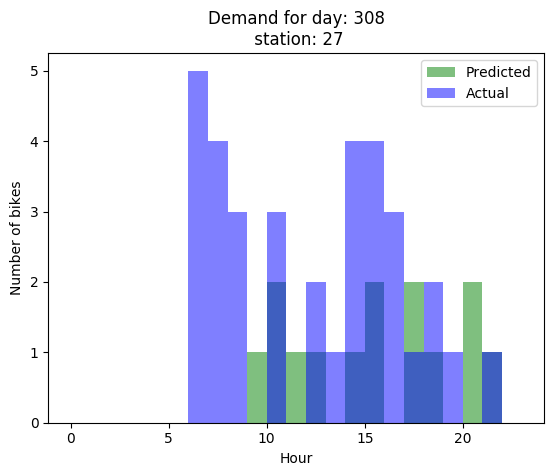 Demand for day: 308
station: 27
Predicted
Actual
Number of bikes
5
4
3
2
1
0
0
5
10
15
20
Hour